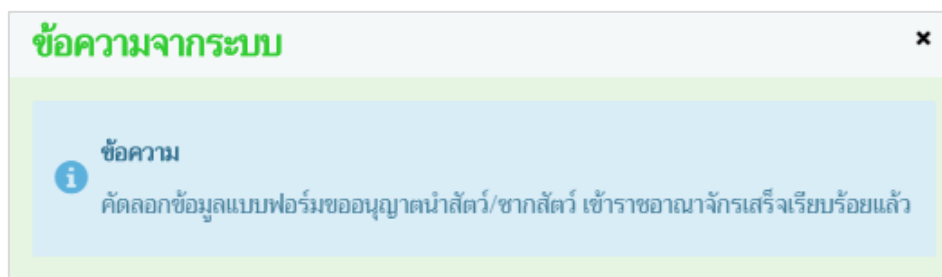 ข้อความจากระบบ
ข้อความ
คัดลอกข้อมูลแบบฟอร์มขออนุญาตนำสัตว์/ซากสัตว์ เข้าราชอาณาจักรเสร็จเรียบร้อยแล้ว